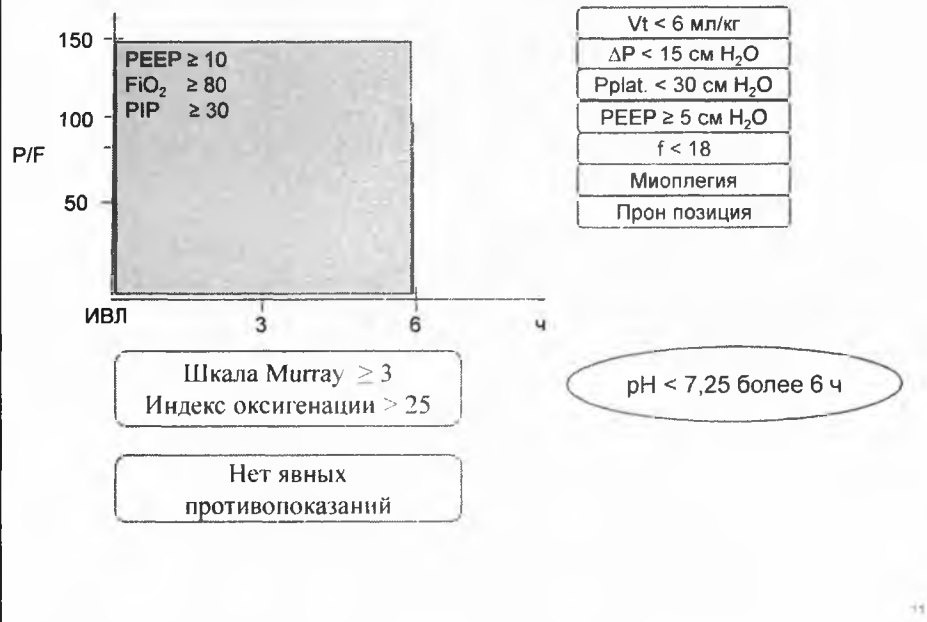 150
PEEP ≥ 10
FiO₂ ≥ 80
PIP ≥ 30
100
P/F
50
ИВЛ
3
6
ч
Vt < 6 мл/кг
ΔP < 15 см H₂O
Pplat. < 30 см H₂O
PEEP ≥ 5 см H₂O
f < 18
Миоплегия
Прон позиция
Шкала Murray ≥ 3
Индекс оксигенации > 25
Нет явных
противопоказаний
pH < 7,25 более 6 ч
11